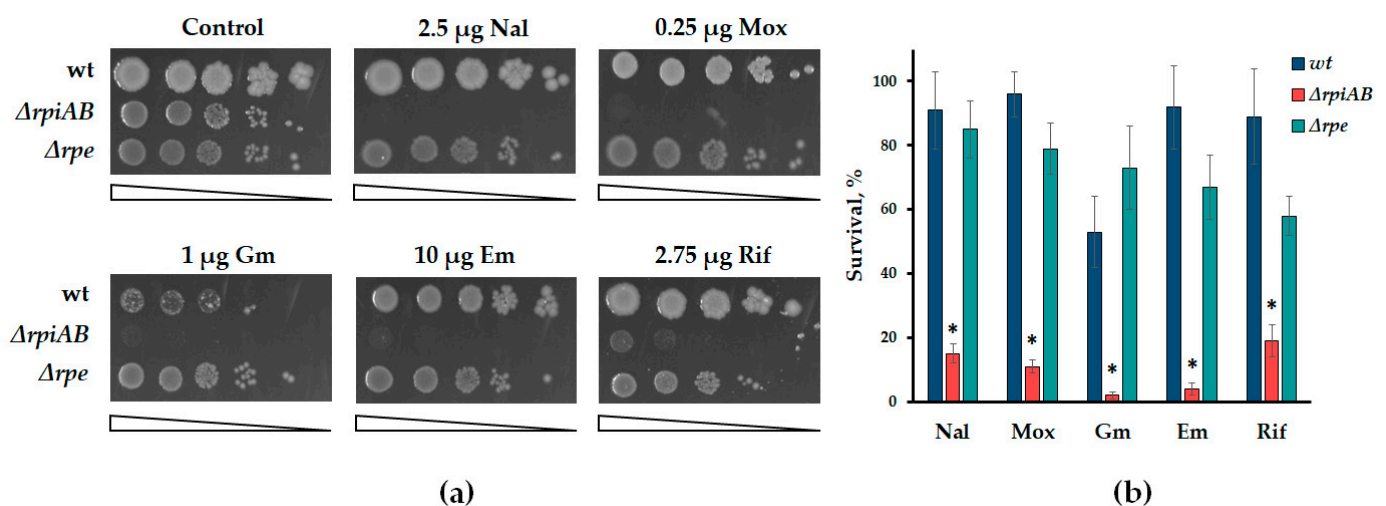 Control
2.5 µg Nal
0.25 µg Mox
wt
ΔrpiAB
Δrpe
1 µg Gm
10 µg Em
2.75 µg Rif
wt
ΔrpiAB
Δrpe
(a)
Survival, %
100
80
60
40
20
0
* * * * *
Nal Mox Gm Em Rif
wt
ΔrpiAB
Δrpe
(b)